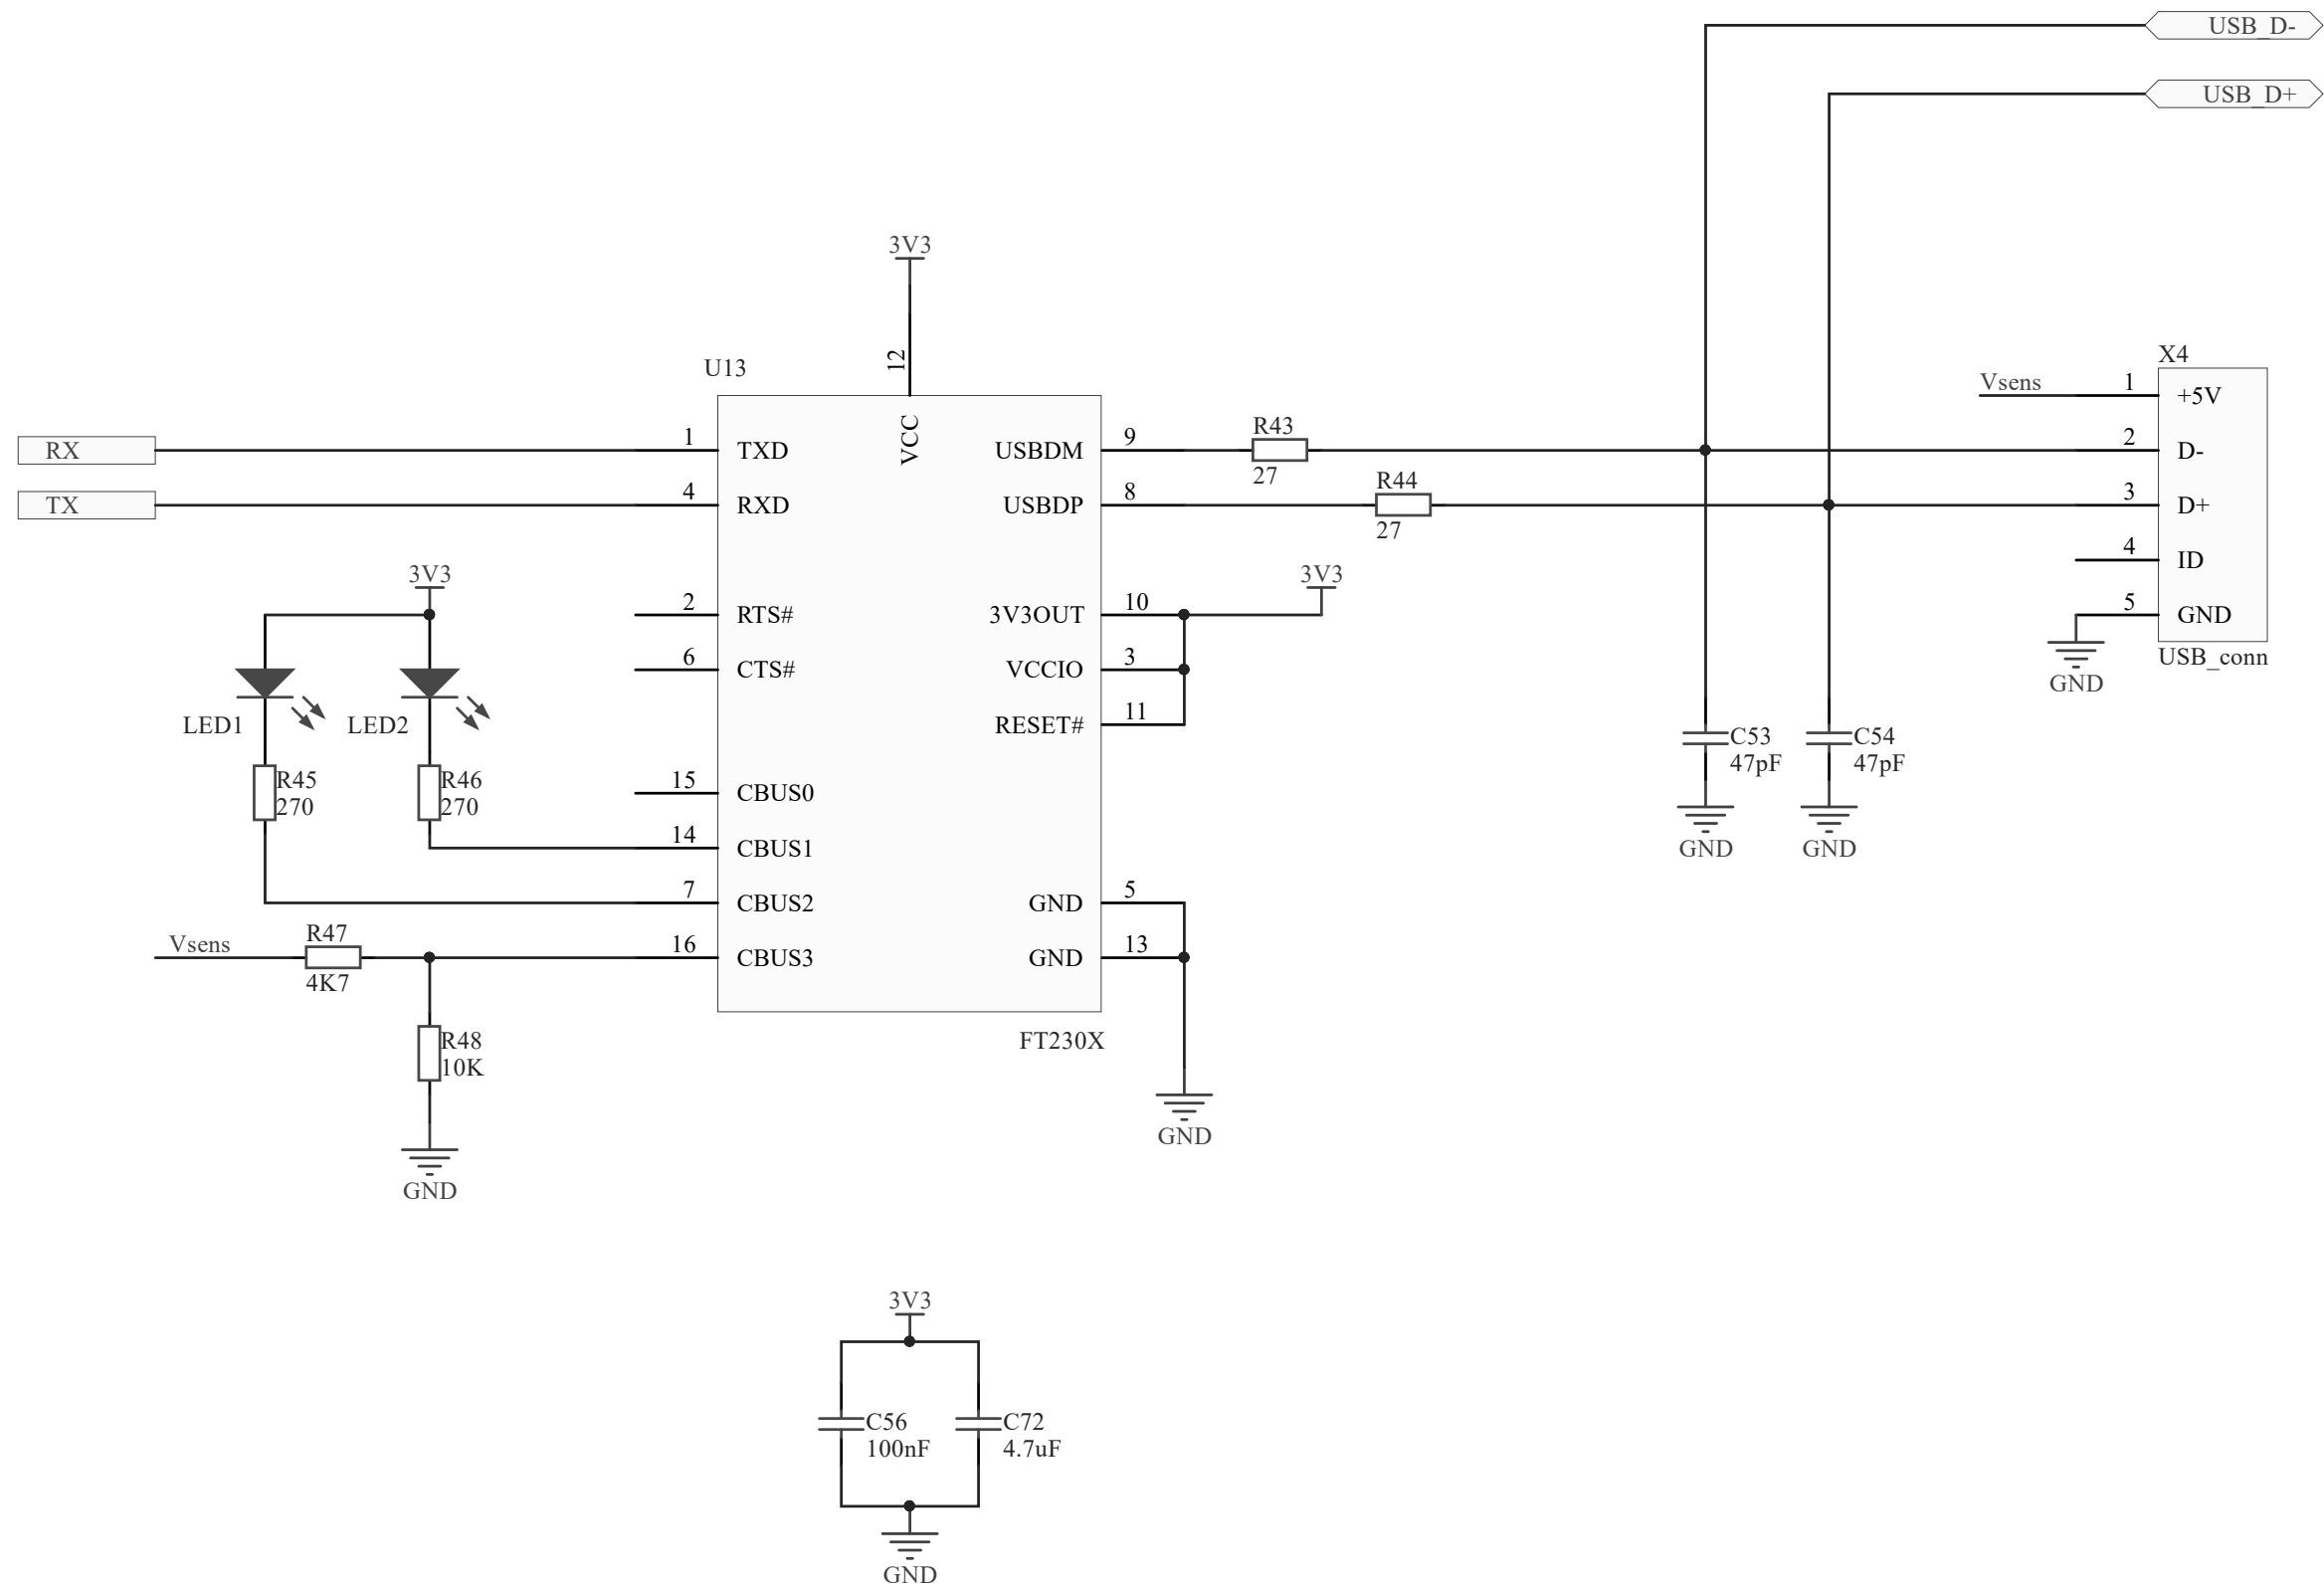 USB_D-
USB_D+
3V3
12
U13
VCC
X4
Vsens
1
+5V
RX
1
TXD
USBDM
9
R43
27
2
D-
TX
4
RXD
USBDP
8
R44
27
3
D+
4
ID
3V3
2
RTS#
3V3OUT
10
3V3
5
GND
USB_conn
GND
6
CTS#
VCCIO
3
LED1
LED2
RESET#
11
C53
47pF
C54
47pF
GND
GND
R45
270
R46
270
15
CBUS0
14
CBUS1
7
CBUS2
GND
5
Vsens
R47
4K7
16
CBUS3
GND
13
R48
10K
GND
FT230X
GND
3V3
C56
100nF
C72
4.7uF
GND